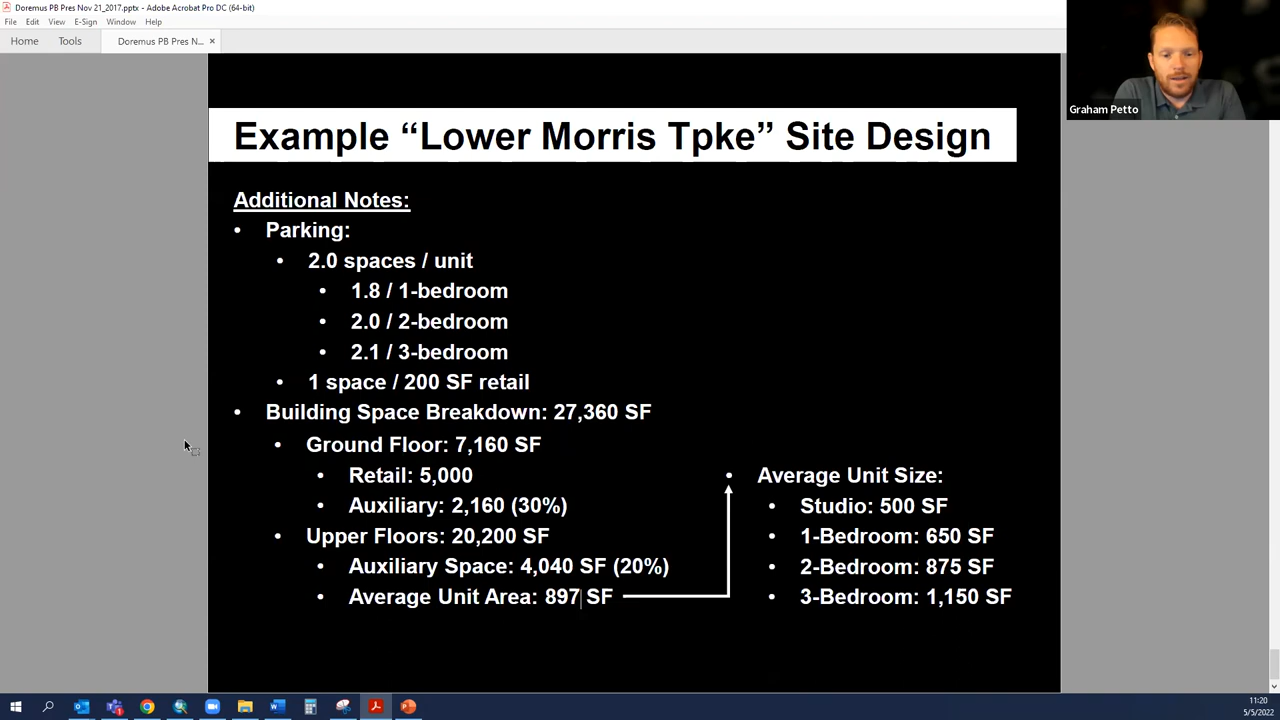 Doremus PB Pres Nov 21_2017.pptx - Adobe Acrobat Pro DC (64-bit)
File Edit View E-Sign Window Help
Home Tools Doremus PB Pres N... ×
Graham Petto
Example “Lower Morris Tpke” Site Design
Additional Notes:
• Parking:
• 2.0 spaces / unit
• 1.8 / 1-bedroom
• 2.0 / 2-bedroom
• 2.1 / 3-bedroom
• 1 space / 200 SF retail
• Building Space Breakdown: 27,360 SF
• Ground Floor: 7,160 SF
• Retail: 5,000
• Auxiliary: 2,160 (30%)
• Upper Floors: 20,200 SF
• Auxiliary Space: 4,040 SF (20%)
• Average Unit Area: 897 SF
• Average Unit Size:
• Studio: 500 SF
• 1-Bedroom: 650 SF
• 2-Bedroom: 875 SF
• 3-Bedroom: 1,150 SF
11:20
5/5/2022